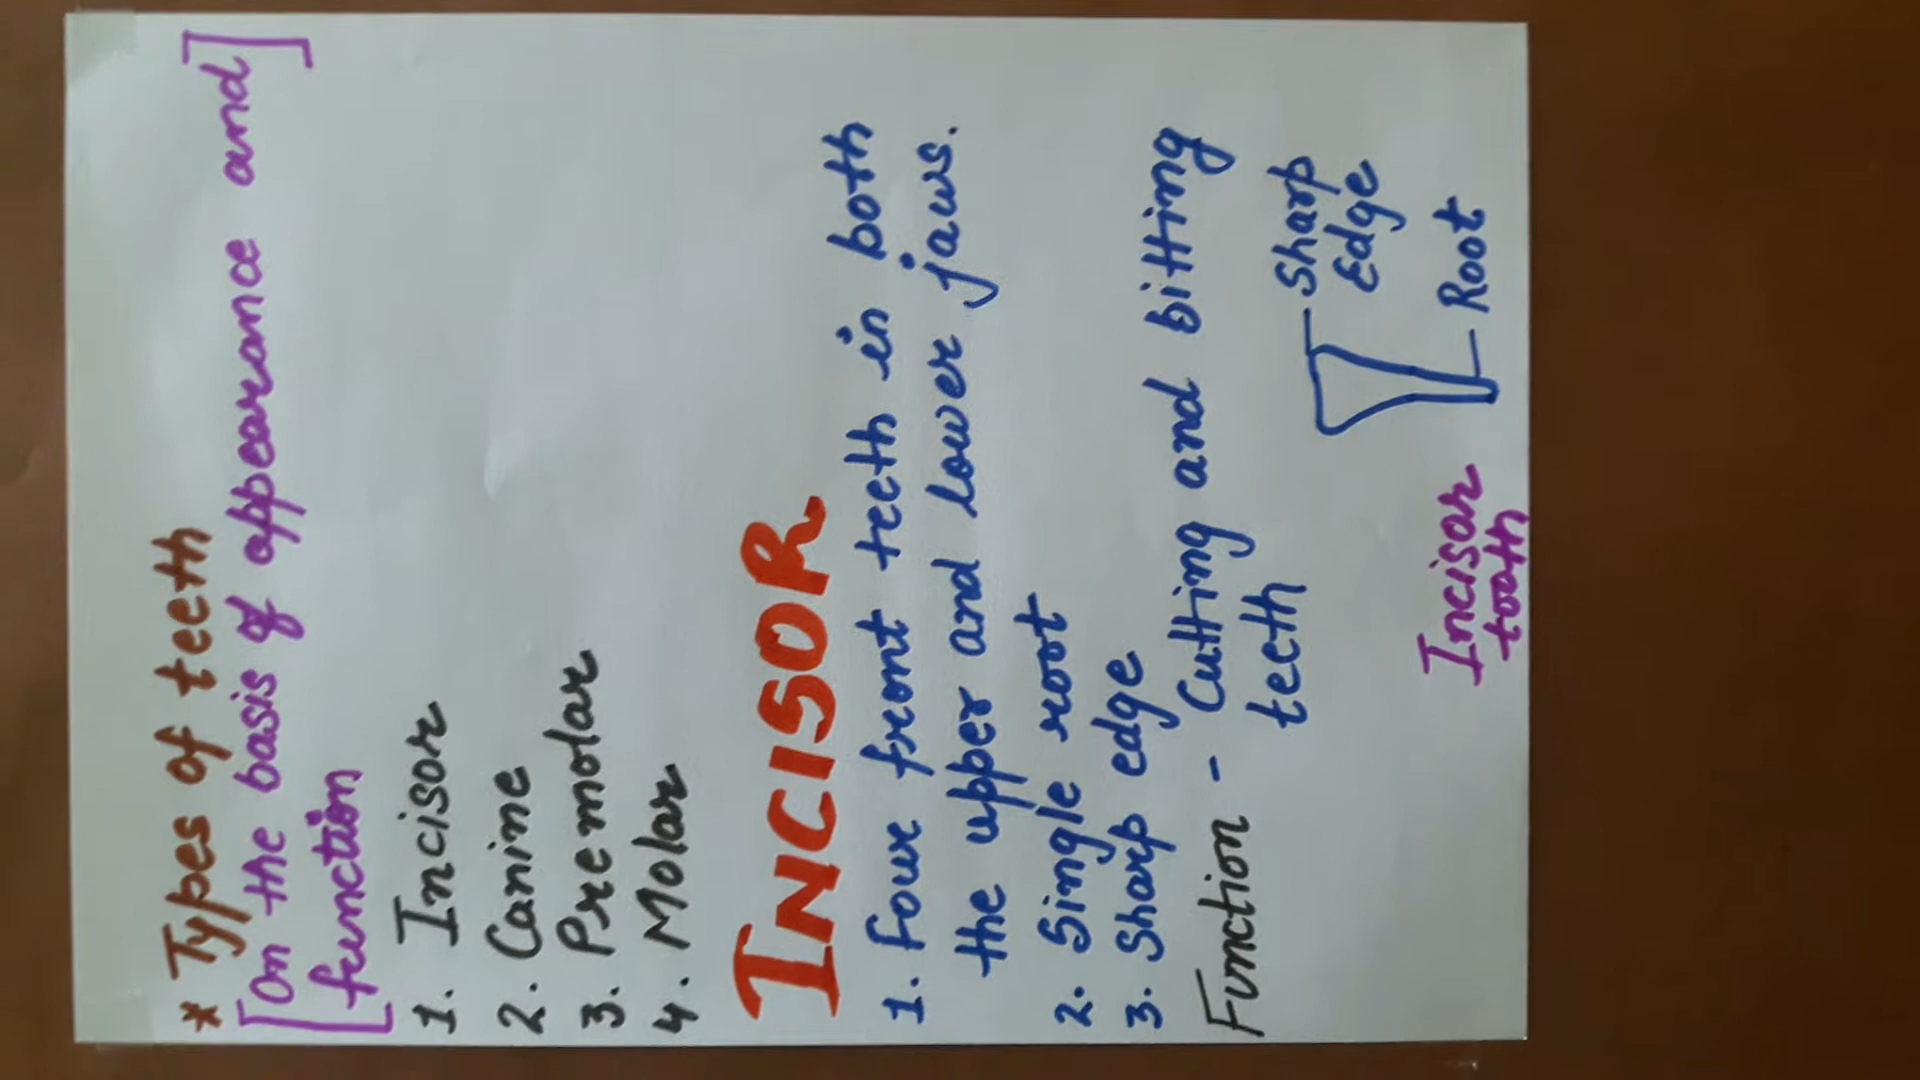 * Types of teeth
[on the basis of appearance and]
[function
1. Incisor
2. Canine
3. Premolar
4. Molar
INCISOR
1. Four front teeth in both
the upper and lower jaws.
2. Single root
3. Sharp edge
Function - Cutting and bitting
teeth
Sharp
Edge
Root
Incisor
tooth